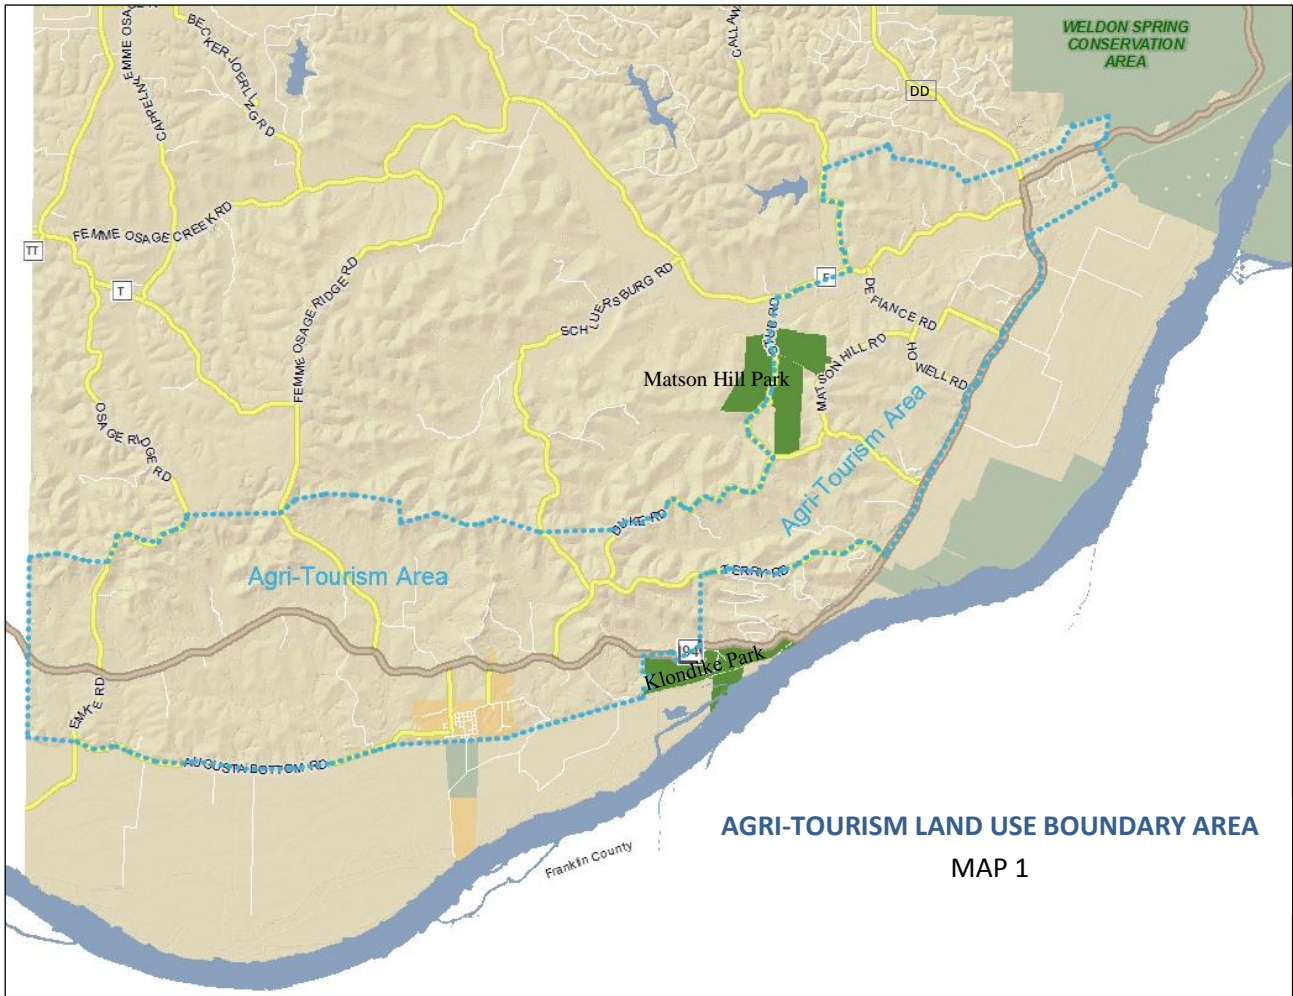 FEMME OSAGE
BECKERJOERLING RD
CAPPELN
CALLAW
WELDON SPRING
CONSERVATION
AREA
DD
FEMME OSAGE CREEK RD
TT
T
FEMME OSAGE RIDGE RD
SCHLUERSBURG RD
F
DEFIANCE RD
STUB RD
MATSON HILL RD
HOWELL RD
Matson Hill Park
OSAGE RIDGE RD
Agri-Tourism Area
DUKE RD
Agri-Tourism Area
TERRY RD
94
Klondike Park
AUGUSTA BOTTOM RD
AGRI-TOURISM LAND USE BOUNDARY AREA
MAP 1
Franklin County